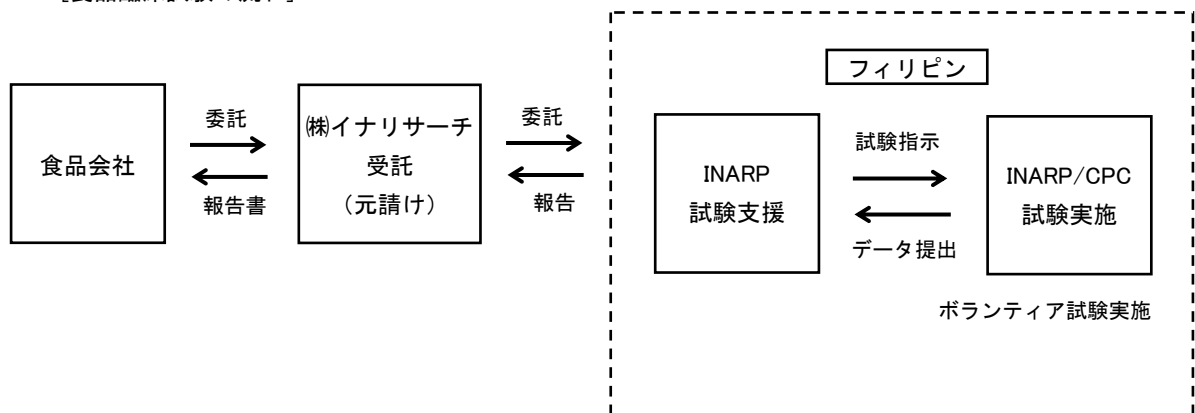 フィリピン
食品会社
委託
報告書
㈱イナリサーチ
受託
（元請け）
委託
報告
INARP
試験支援
試験指示
データ提出
INARP/CPC
試験実施
ボランティア試験実施